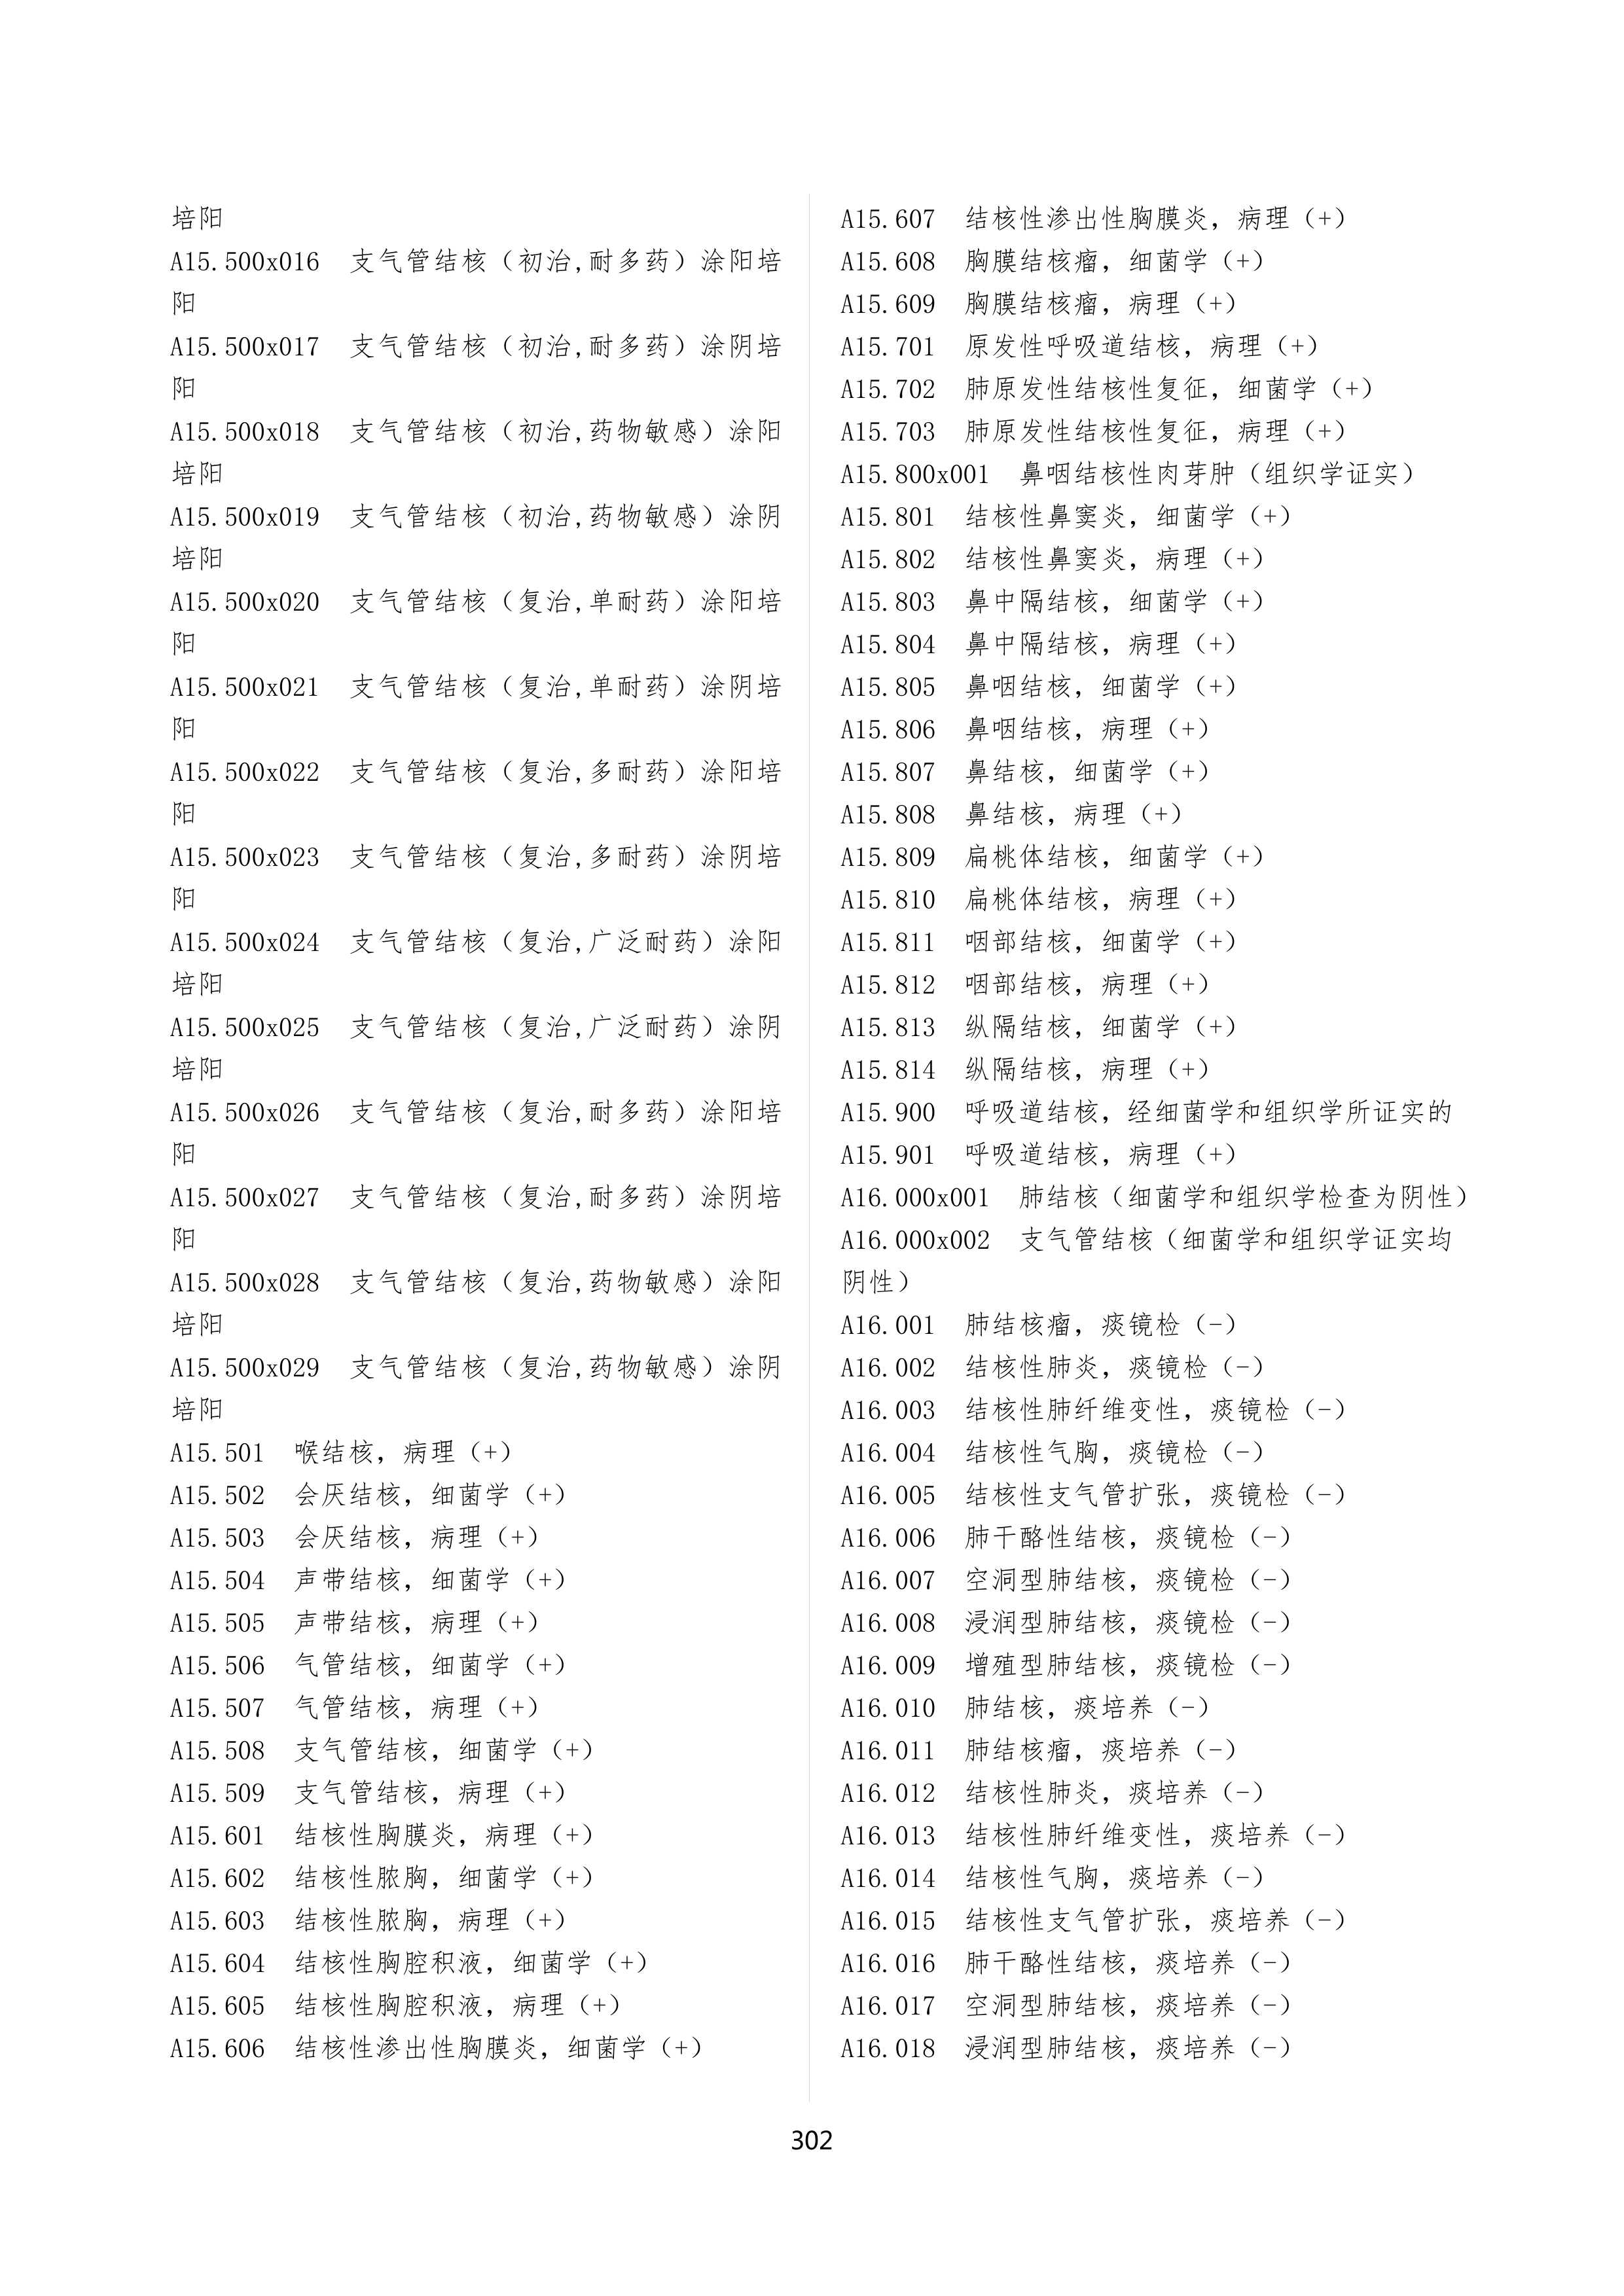 培阳
A15.500x016　支气管结核（初治,耐多药）涂阳培
阳
A15.500x017　支气管结核（初治,耐多药）涂阴培
阳
A15.500x018　支气管结核（初治,药物敏感）涂阳
培阳
A15.500x019　支气管结核（初治,药物敏感）涂阴
培阳
A15.500x020　支气管结核（复治,单耐药）涂阳培
阳
A15.500x021　支气管结核（复治,单耐药）涂阴培
阳
A15.500x022　支气管结核（复治,多耐药）涂阳培
阳
A15.500x023　支气管结核（复治,多耐药）涂阴培
阳
A15.500x024　支气管结核（复治,广泛耐药）涂阳
培阳
A15.500x025　支气管结核（复治,广泛耐药）涂阴
培阳
A15.500x026　支气管结核（复治,耐多药）涂阳培
阳
A15.500x027　支气管结核（复治,耐多药）涂阴培
阳
A15.500x028　支气管结核（复治,药物敏感）涂阳
培阳
A15.500x029　支气管结核（复治,药物敏感）涂阴
培阳
A15.501　喉结核，病理（+）
A15.502　会厌结核，细菌学（+）
A15.503　会厌结核，病理（+）
A15.504　声带结核，细菌学（+）
A15.505　声带结核，病理（+）
A15.506　气管结核，细菌学（+）
A15.507　气管结核，病理（+）
A15.508　支气管结核，细菌学（+）
A15.509　支气管结核，病理（+）
A15.601　结核性胸膜炎，病理（+）
A15.602　结核性脓胸，细菌学（+）
A15.603　结核性脓胸，病理（+）
A15.604　结核性胸腔积液，细菌学（+）
A15.605　结核性胸腔积液，病理（+）
A15.606　结核性渗出性胸膜炎，细菌学（+）
A15.607　结核性渗出性胸膜炎，病理（+）
A15.608　胸膜结核瘤，细菌学（+）
A15.609　胸膜结核瘤，病理（+）
A15.701　原发性呼吸道结核，病理（+）
A15.702　肺原发性结核性复征，细菌学（+）
A15.703　肺原发性结核性复征，病理（+）
A15.800x001　鼻咽结核性肉芽肿（组织学证实）
A15.801　结核性鼻窦炎，细菌学（+）
A15.802　结核性鼻窦炎，病理（+）
A15.803　鼻中隔结核，细菌学（+）
A15.804　鼻中隔结核，病理（+）
A15.805　鼻咽结核，细菌学（+）
A15.806　鼻咽结核，病理（+）
A15.807　鼻结核，细菌学（+）
A15.808　鼻结核，病理（+）
A15.809　扁桃体结核，细菌学（+）
A15.810　扁桃体结核，病理（+）
A15.811　咽部结核，细菌学（+）
A15.812　咽部结核，病理（+）
A15.813　纵隔结核，细菌学（+）
A15.814　纵隔结核，病理（+）
A15.900　呼吸道结核，经细菌学和组织学所证实的
A15.901　呼吸道结核，病理（+）
A16.000x001　肺结核（细菌学和组织学检查为阴性）
A16.000x002　支气管结核（细菌学和组织学证实均
阴性）
A16.001　肺结核瘤，痰镜检（-）
A16.002　结核性肺炎，痰镜检（-）
A16.003　结核性肺纤维变性，痰镜检（-）
A16.004　结核性气胸，痰镜检（-）
A16.005　结核性支气管扩张，痰镜检（-）
A16.006　肺干酪性结核，痰镜检（-）
A16.007　空洞型肺结核，痰镜检（-）
A16.008　浸润型肺结核，痰镜检（-）
A16.009　增殖型肺结核，痰镜检（-）
A16.010　肺结核，痰培养（-）
A16.011　肺结核瘤，痰培养（-）
A16.012　结核性肺炎，痰培养（-）
A16.013　结核性肺纤维变性，痰培养（-）
A16.014　结核性气胸，痰培养（-）
A16.015　结核性支气管扩张，痰培养（-）
A16.016　肺干酪性结核，痰培养（-）
A16.017　空洞型肺结核，痰培养（-）
A16.018　浸润型肺结核，痰培养（-）
302